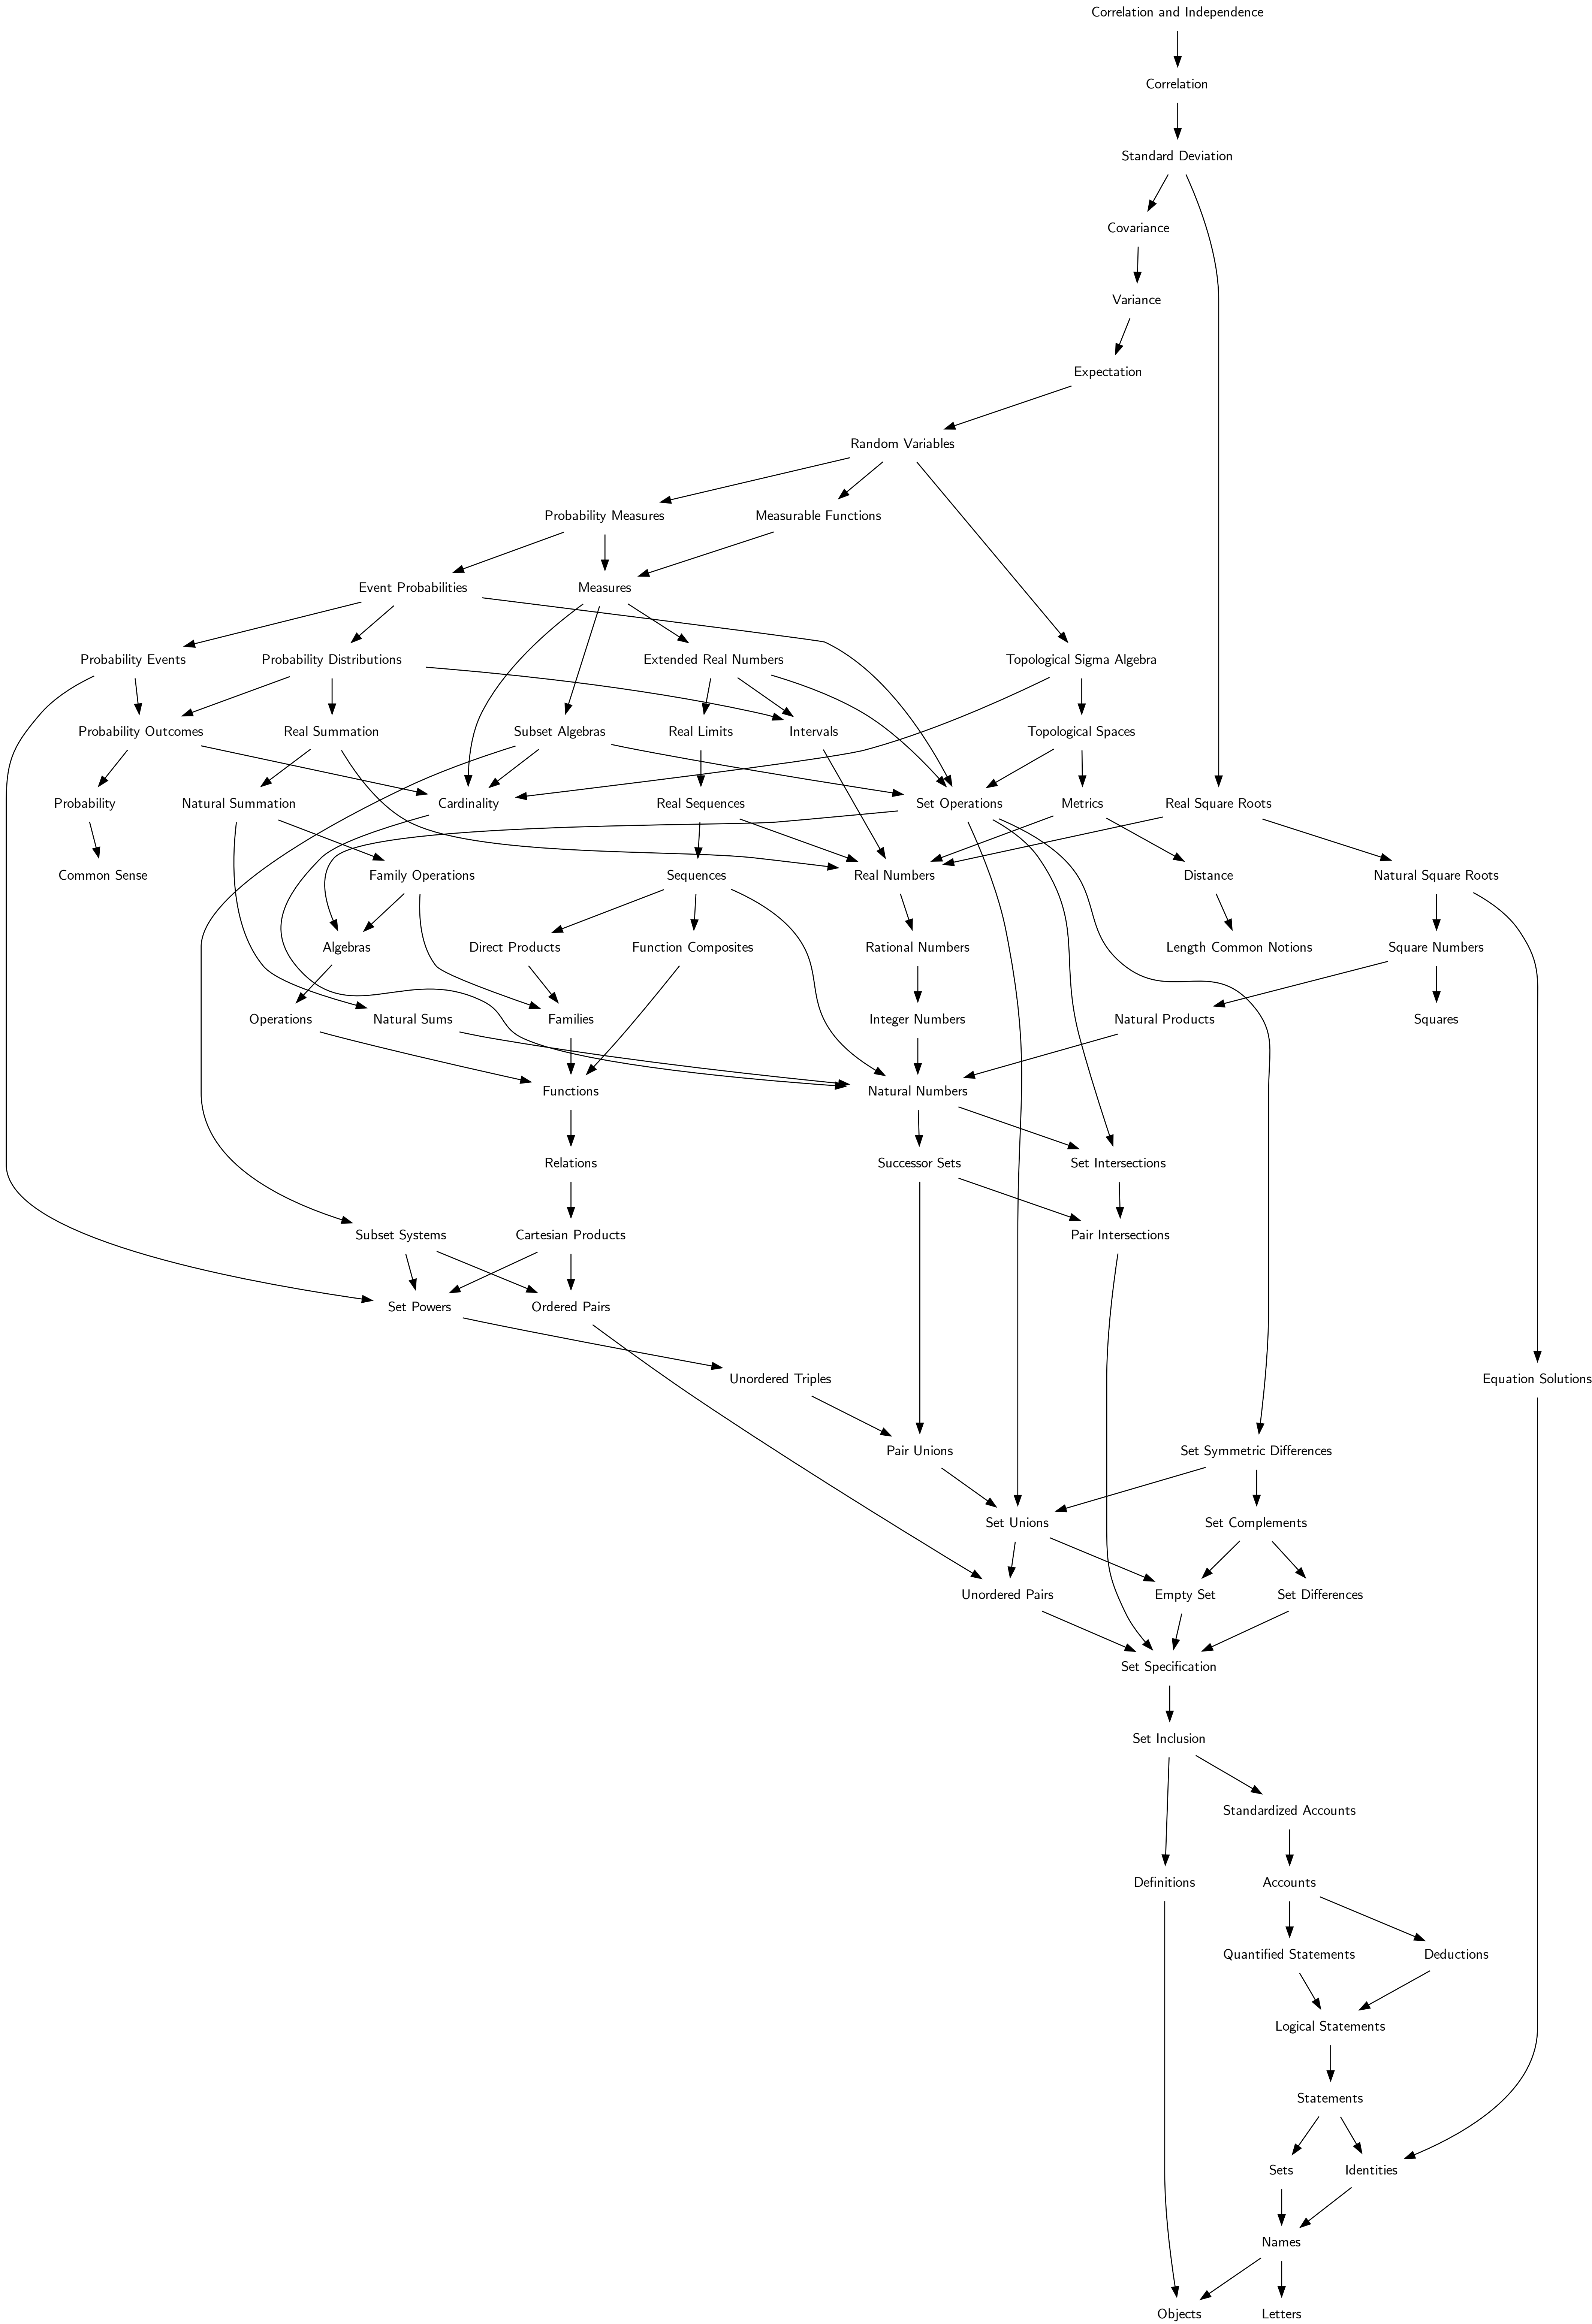 Correlation and Independence
Correlation
Standard Deviation
Covariance
Variance
Expectation
Random Variables
Probability Measures
Measurable Functions
Event Probabilities
Measures
Probability Events
Probability Distributions
Extended Real Numbers
Topological Sigma Algebra
Probability Outcomes
Real Summation
Subset Algebras
Real Limits
Intervals
Topological Spaces
Probability
Natural Summation
Cardinality
Real Sequences
Set Operations
Metrics
Real Square Roots
Common Sense
Family Operations
Sequences
Real Numbers
Distance
Natural Square Roots
Algebras
Direct Products
Function Composites
Rational Numbers
Length Common Notions
Square Numbers
Operations
Natural Sums
Families
Integer Numbers
Natural Products
Squares
Functions
Natural Numbers
Relations
Successor Sets
Set Intersections
Subset Systems
Cartesian Products
Pair Intersections
Set Powers
Ordered Pairs
Unordered Triples
Equation Solutions
Pair Unions
Set Symmetric Differences
Set Unions
Set Complements
Unordered Pairs
Empty Set
Set Differences
Set Specification
Set Inclusion
Standardized Accounts
Definitions
Accounts
Quantified Statements
Deductions
Logical Statements
Statements
Sets
Identities
Names
Objects
Letters